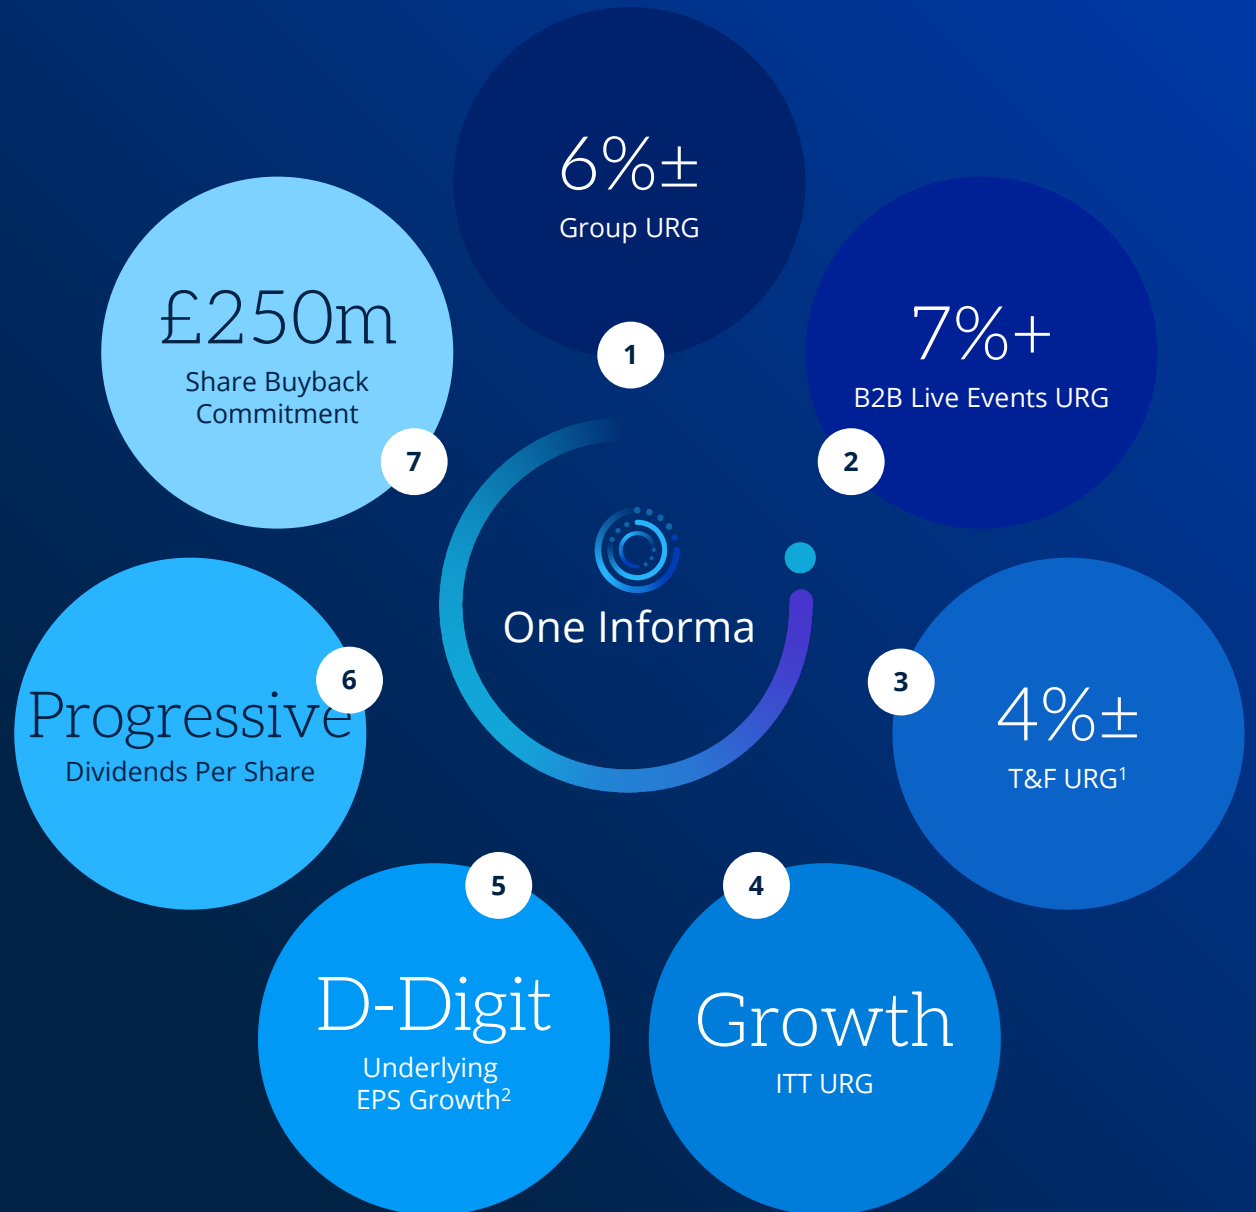 6%±
Group URG
1
7%+
B2B Live Events URG
2
3
4%±
T&F URG¹
4
Growth
ITT URG
5
D-Digit
Underlying
EPS Growth²
6
Progressive
Dividends Per Share
£250m
Share Buyback
Commitment
7
One Informa